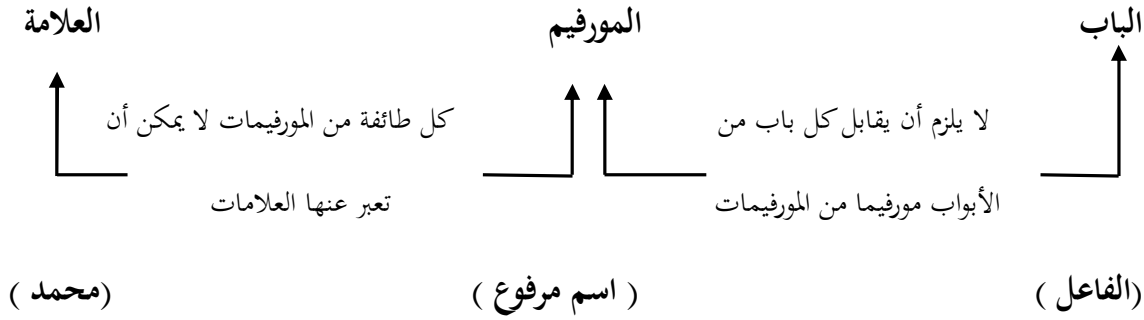 الباب المورفيم العلامة
لا يلزم أن يقابل كل باب من
الأبواب مورفيما من المورفيمات
كل طائفة من المورفيمات لا يمكن أن
تعبر عنها العلامات
(الفاعل ) ( اسم مرفوع ) (محمد )